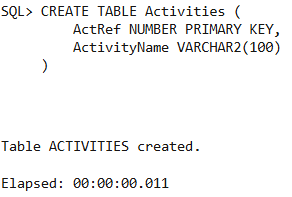 SQL> CREATE TABLE Activities (
ActRef NUMBER PRIMARY KEY,
ActivityName VARCHAR2(100)
)
Table ACTIVITIES created.
Elapsed: 00:00:00.011